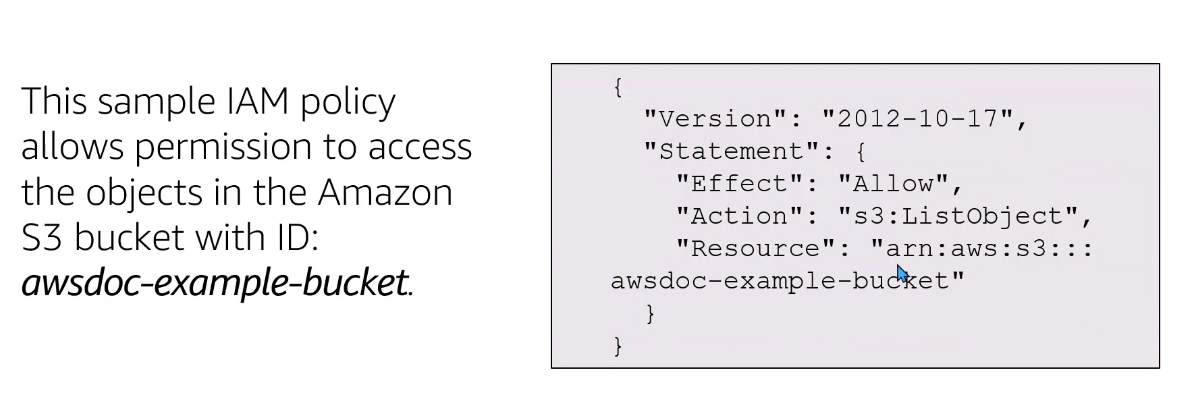 This sample IAM policy
allows permission to access
the objects in the Amazon
S3 bucket with ID:
awsdoc-example-bucket.
{
"Version": "2012-10-17",
"Statement": {
"Effect": "Allow",
"Action": "s3:ListObject",
"Resource": "arn:aws:s3:::
awsdoc-example-bucket"
}
}